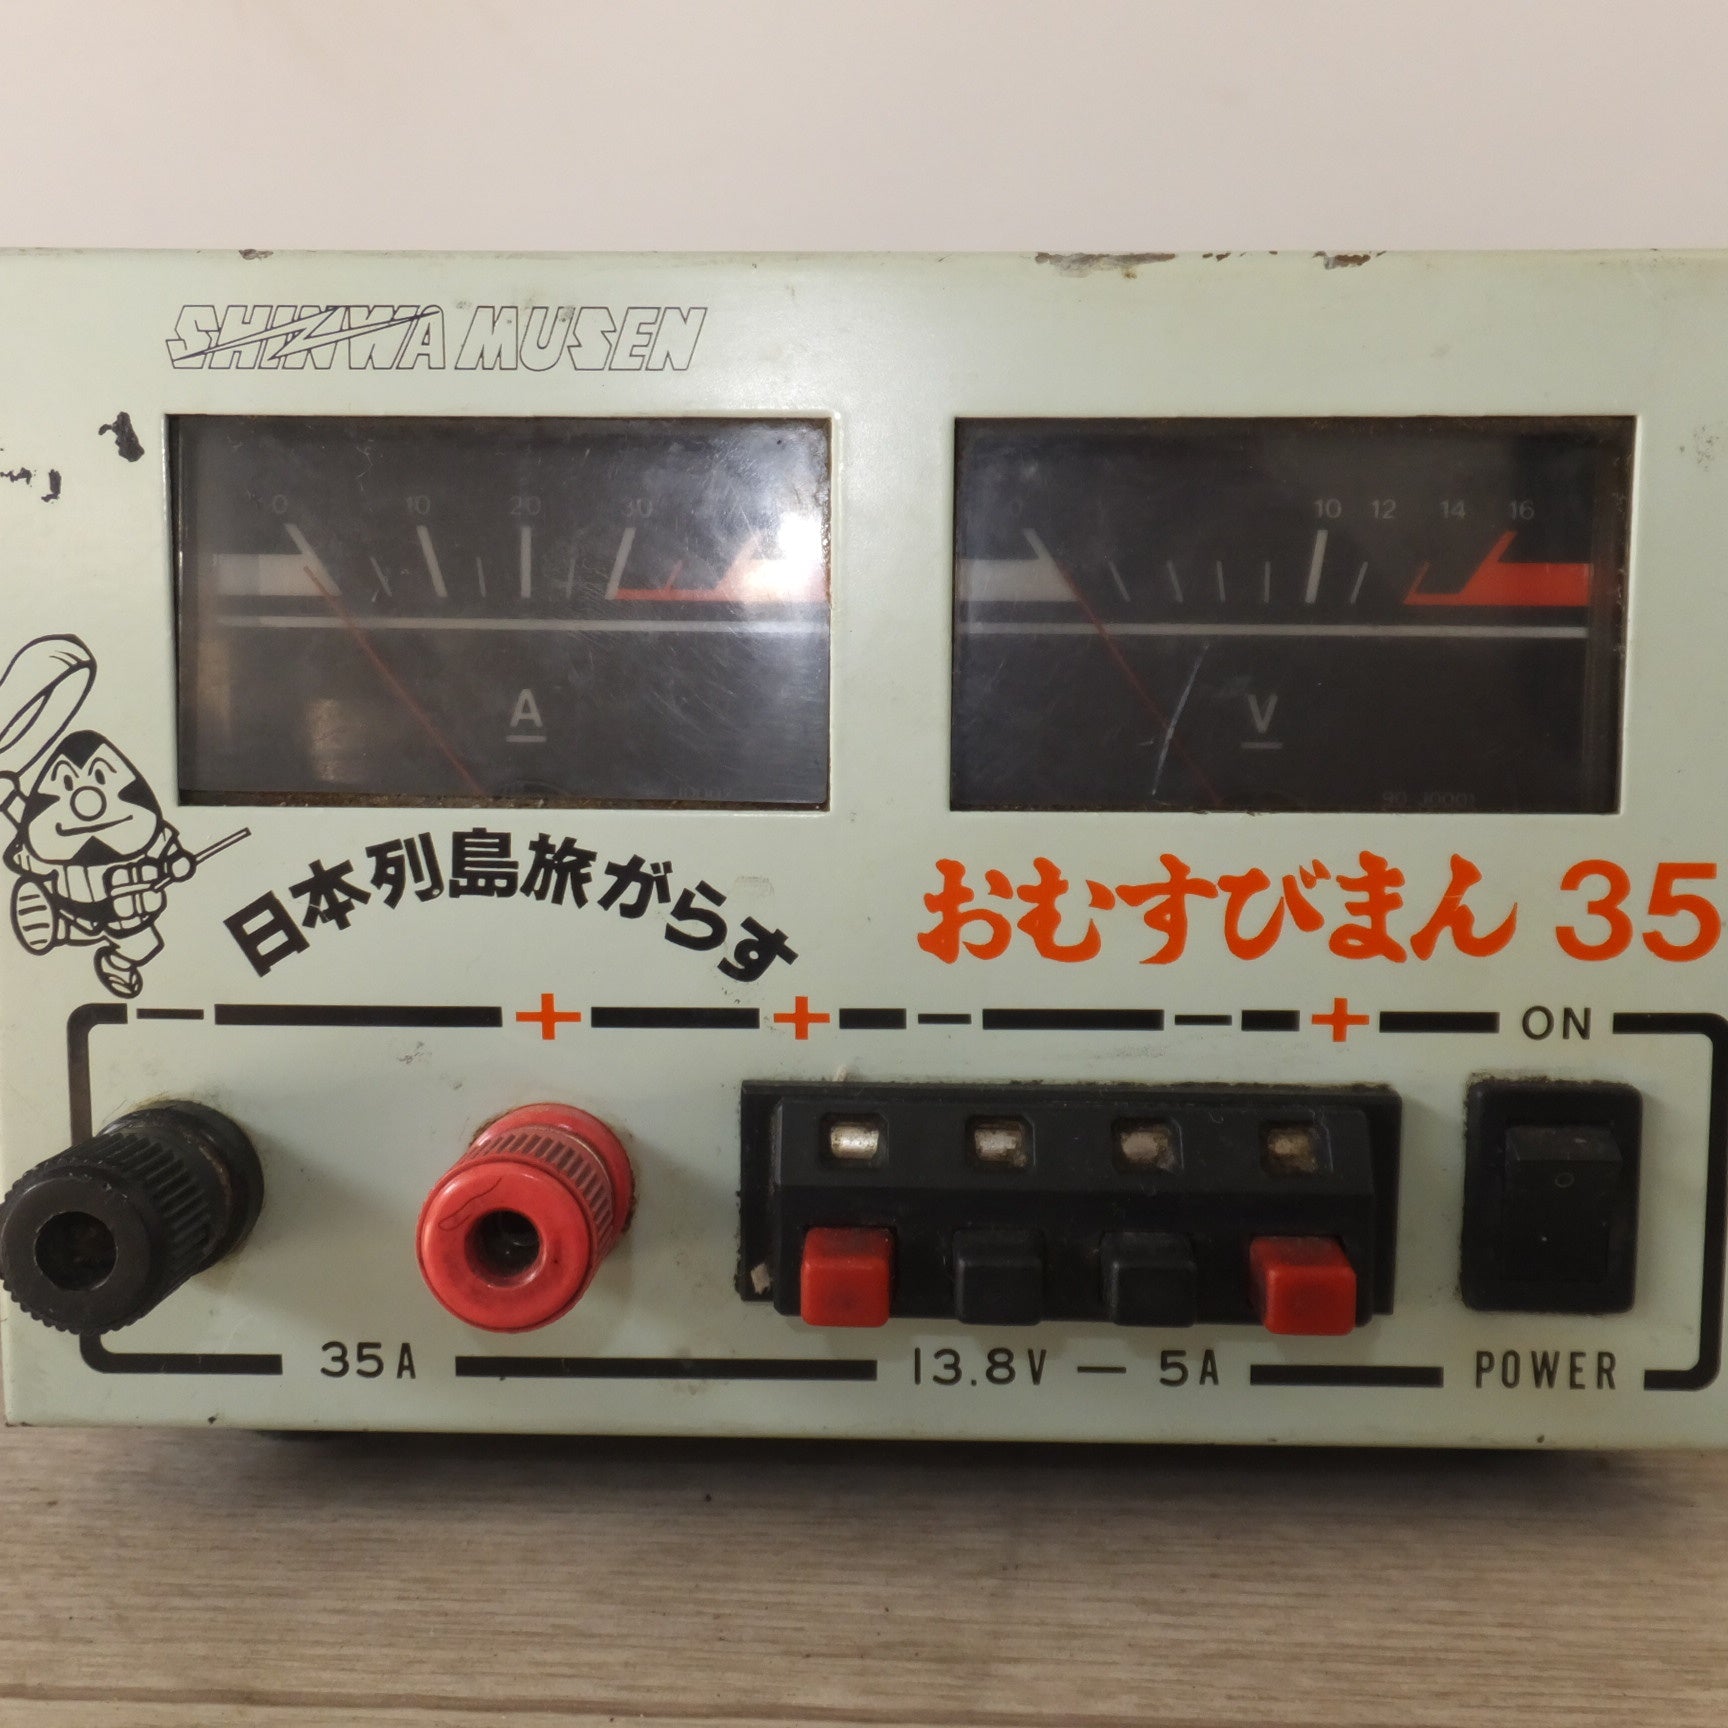 SHINWA MUSEN
0 10 20 30
0 10 12 14 16
A
V
日本列島旅がらす
おむすびまん 35
− + + − − + ON
35A 13.8V — 5A POWER